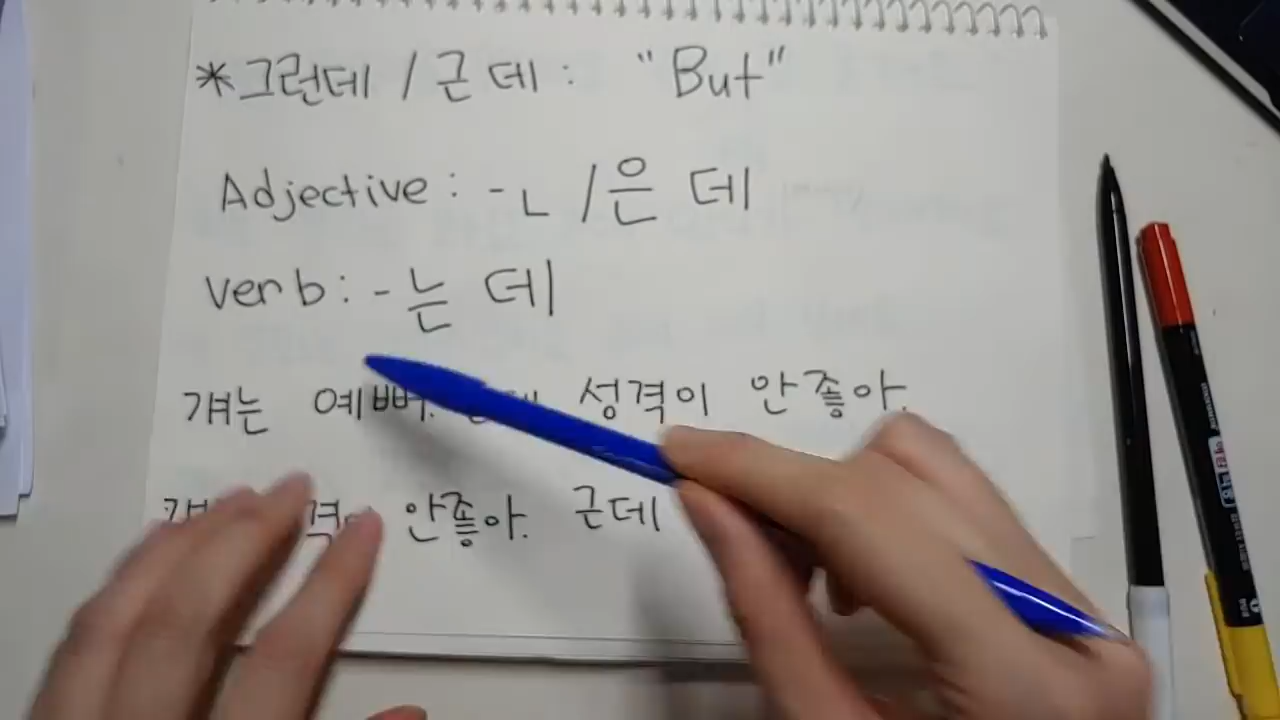 *그런데 / 근데 : "But"
Adjective : -ㄴ /은 데
Verb : -는 데
걔는 예뻐. 성격이 안좋아.
안좋아. 근데